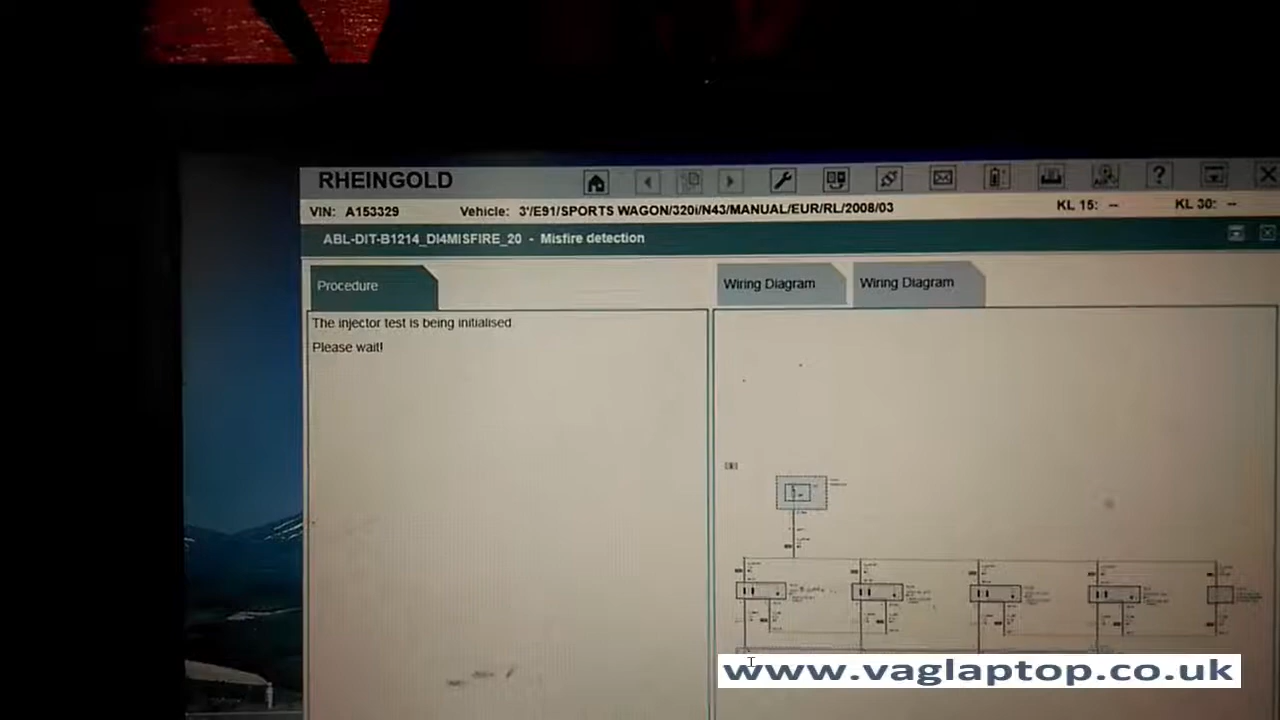 RHEINGOLD
VIN: A153329 Vehicle: 3'/E91/SPORTS WAGON/320i/N43/MANUAL/EUR/RL/2008/03 KL 15: -- KL 30: --
ABL-DIT-B1214_DI4MISFIRE_20 - Misfire detection
Procedure
Wiring Diagram
Wiring Diagram
The injector test is being initialised
Please wait!
www.vaglaptop.co.uk